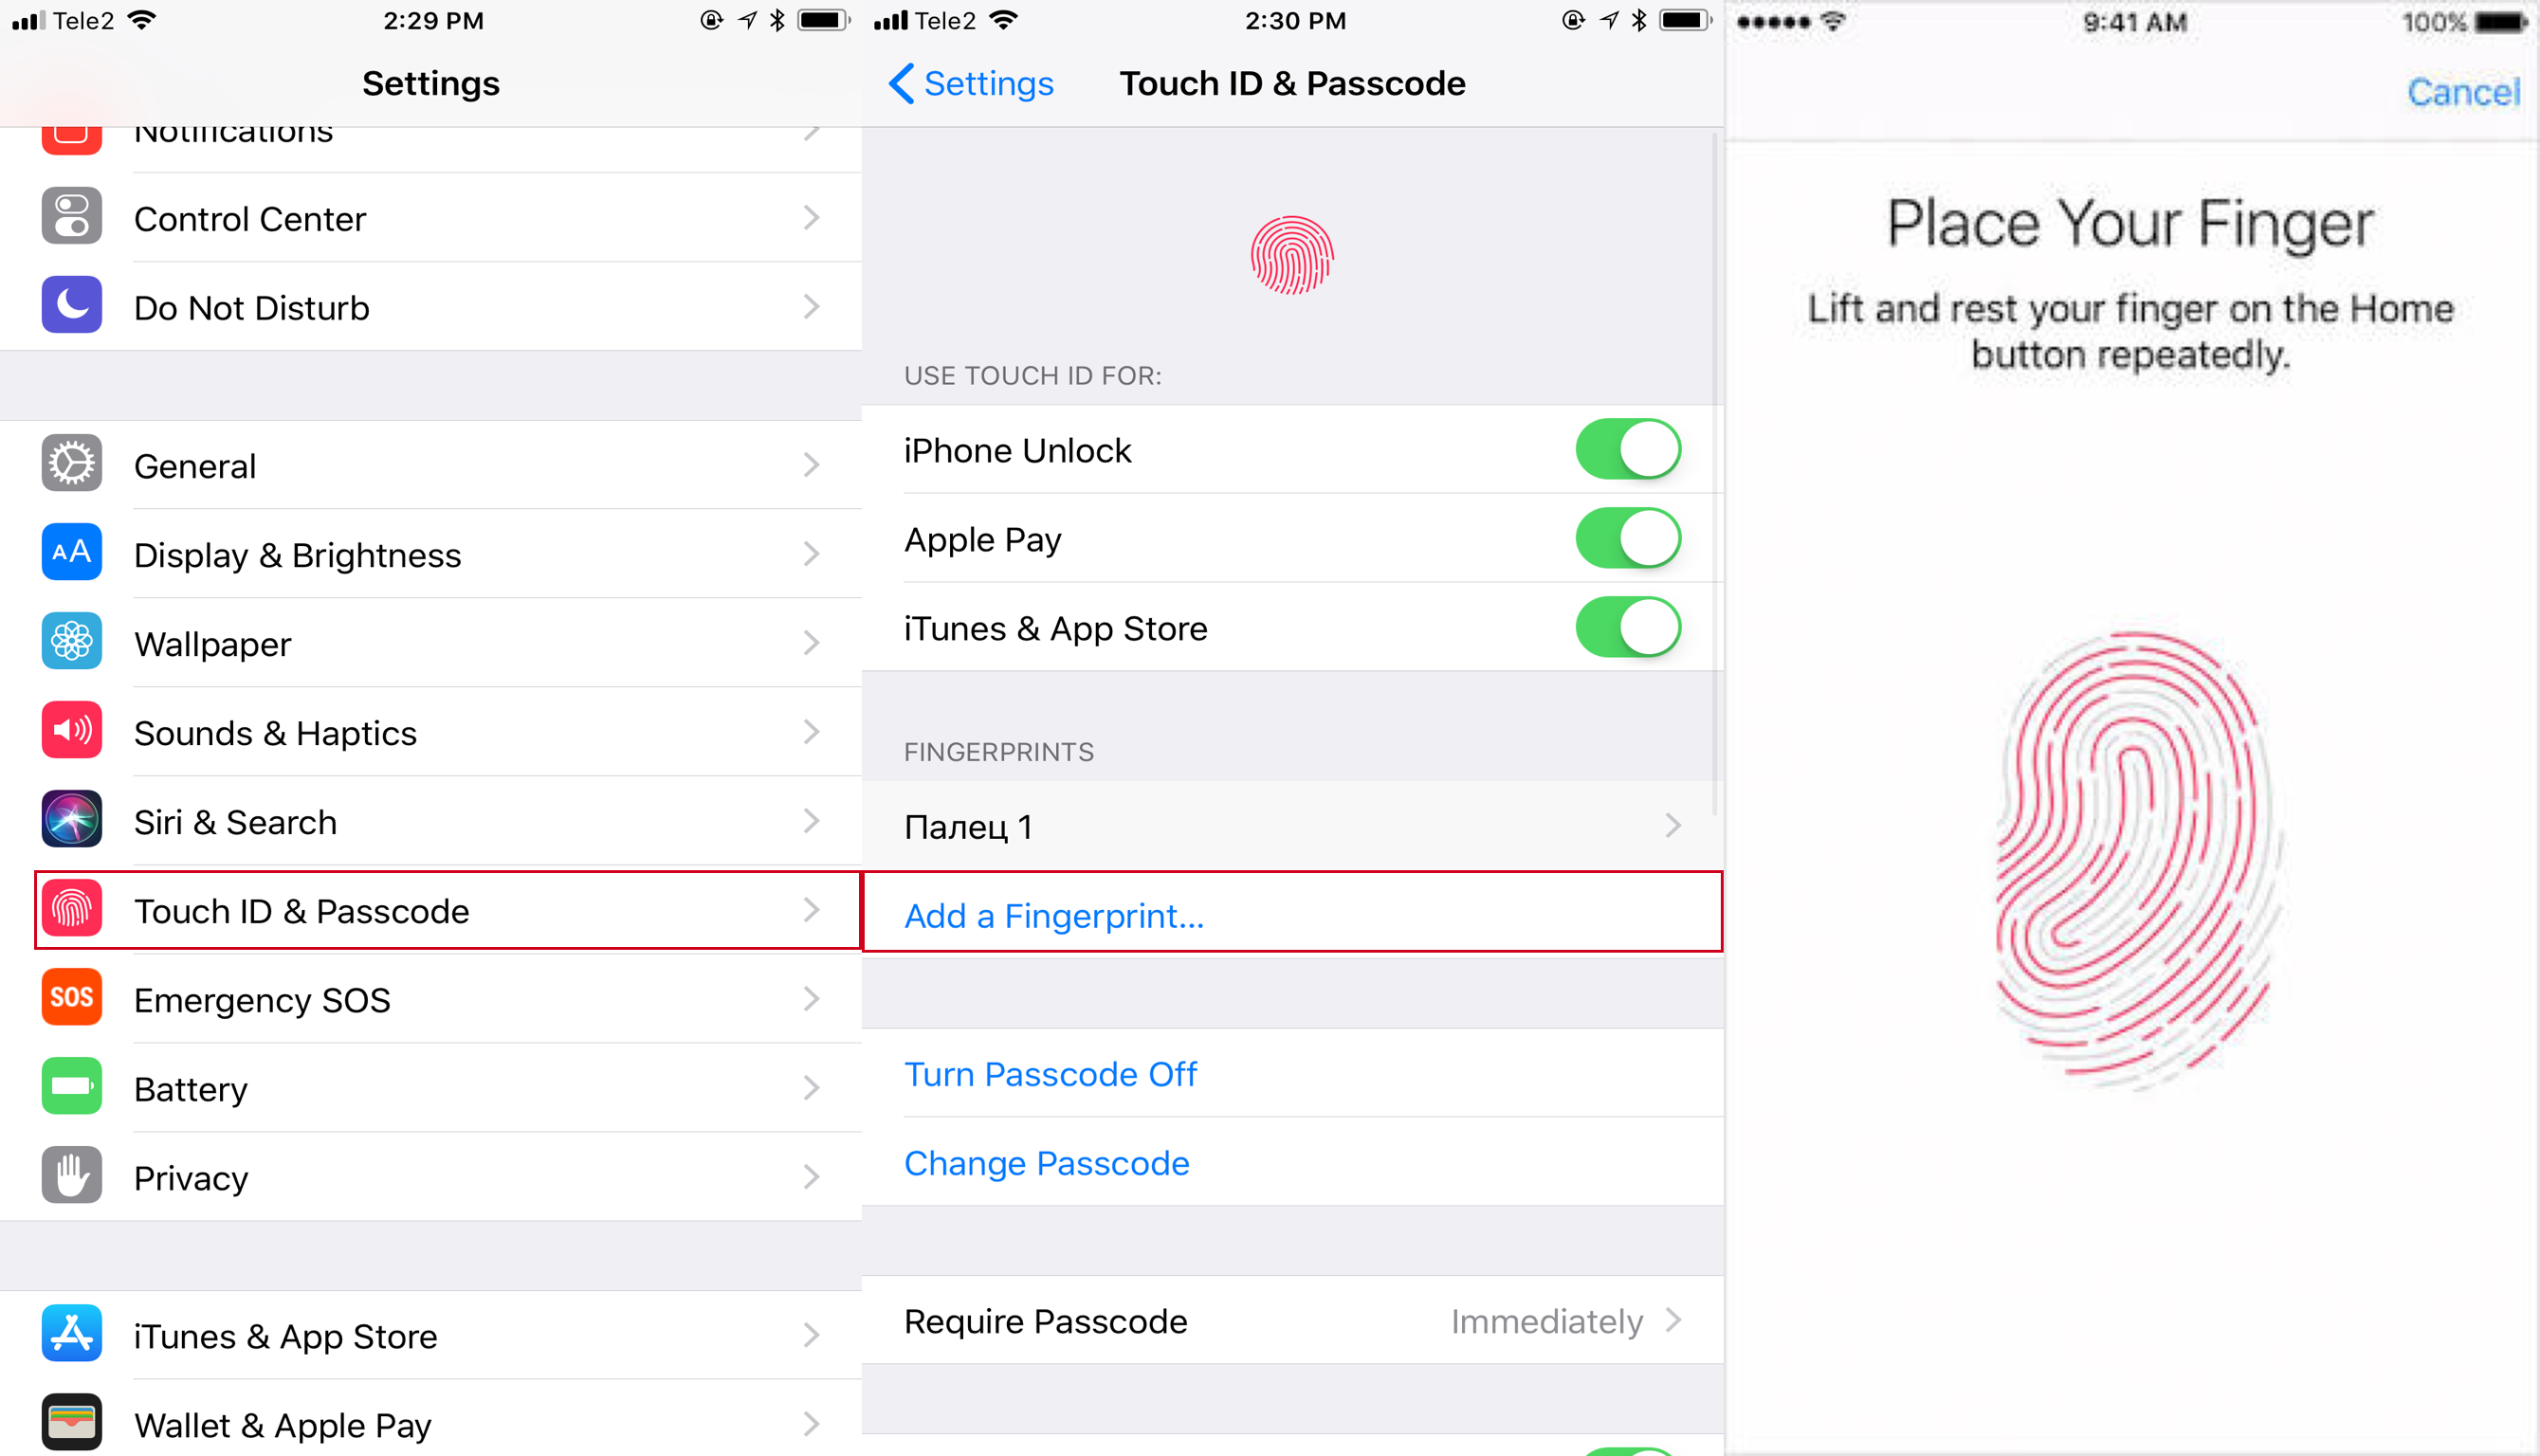 Tele2
2:29 PM
Settings
Notifications
Control Center
Do Not Disturb
General
AA
Display & Brightness
Wallpaper
Sounds & Haptics
Siri & Search
Touch ID & Passcode
SOS
Emergency SOS
Battery
Privacy
iTunes & App Store
Wallet & Apple Pay
Tele2
2:30 PM
Settings
Touch ID & Passcode
USE TOUCH ID FOR:
iPhone Unlock
Apple Pay
iTunes & App Store
FINGERPRINTS
Палец 1
Add a Fingerprint...
Turn Passcode Off
Change Passcode
Require Passcode Immediately
9:41 AM
100%
Cancel
Place Your Finger
Lift and rest your finger on the Home
button repeatedly.